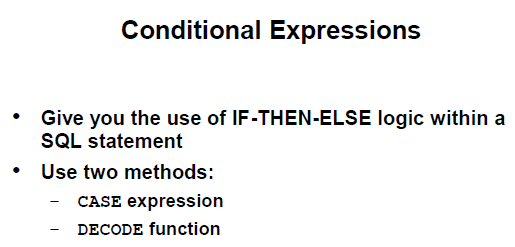 Conditional Expressions
• Give you the use of IF-THEN-ELSE logic within a
SQL statement
• Use two methods:
– CASE expression
– DECODE function